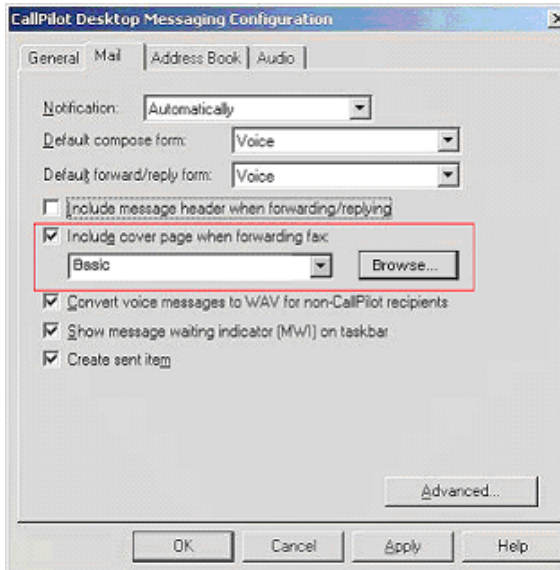 CallPilot Desktop Messaging Configuration
General Mail Address Book Audio
Notification: Automatically
Default compose form: Voice
Default forward/reply form: Voice
Include message header when forwarding/replying
Include cover page when forwarding fax:
Basic Browse...
Convert voice messages to WAV for non-CallPilot recipients
Show message waiting indicator (MWI) on taskbar
Create sent item
Advanced...
OK Cancel Apply Help